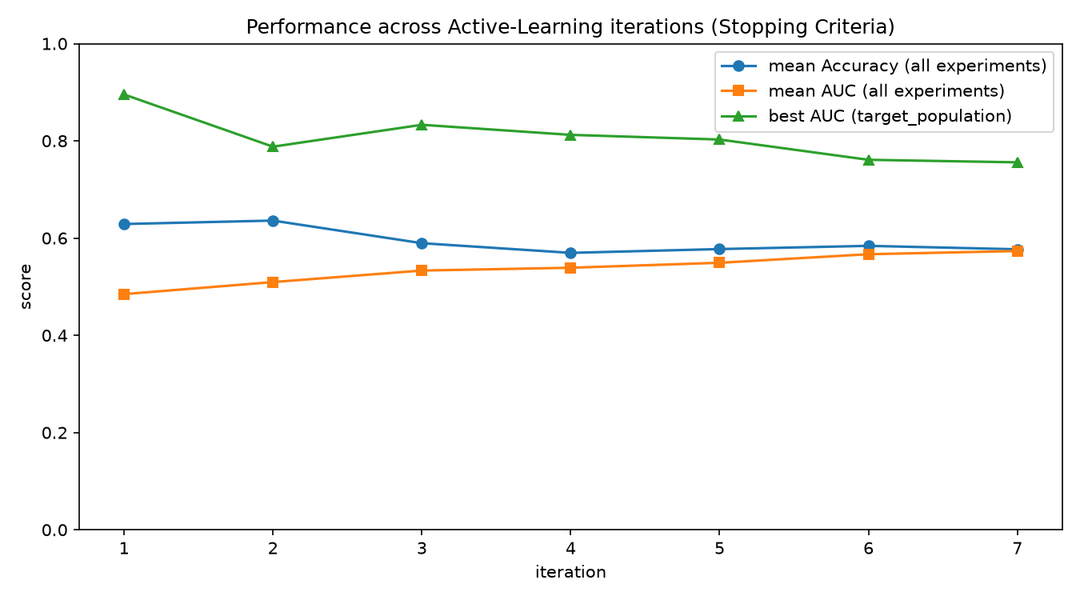 Performance across Active-Learning iterations (Stopping Criteria)
1.0
0.8
0.6
0.4
0.2
0.0
score
mean Accuracy (all experiments)
mean AUC (all experiments)
best AUC (target_population)
1 2 3 4 5 6 7
iteration